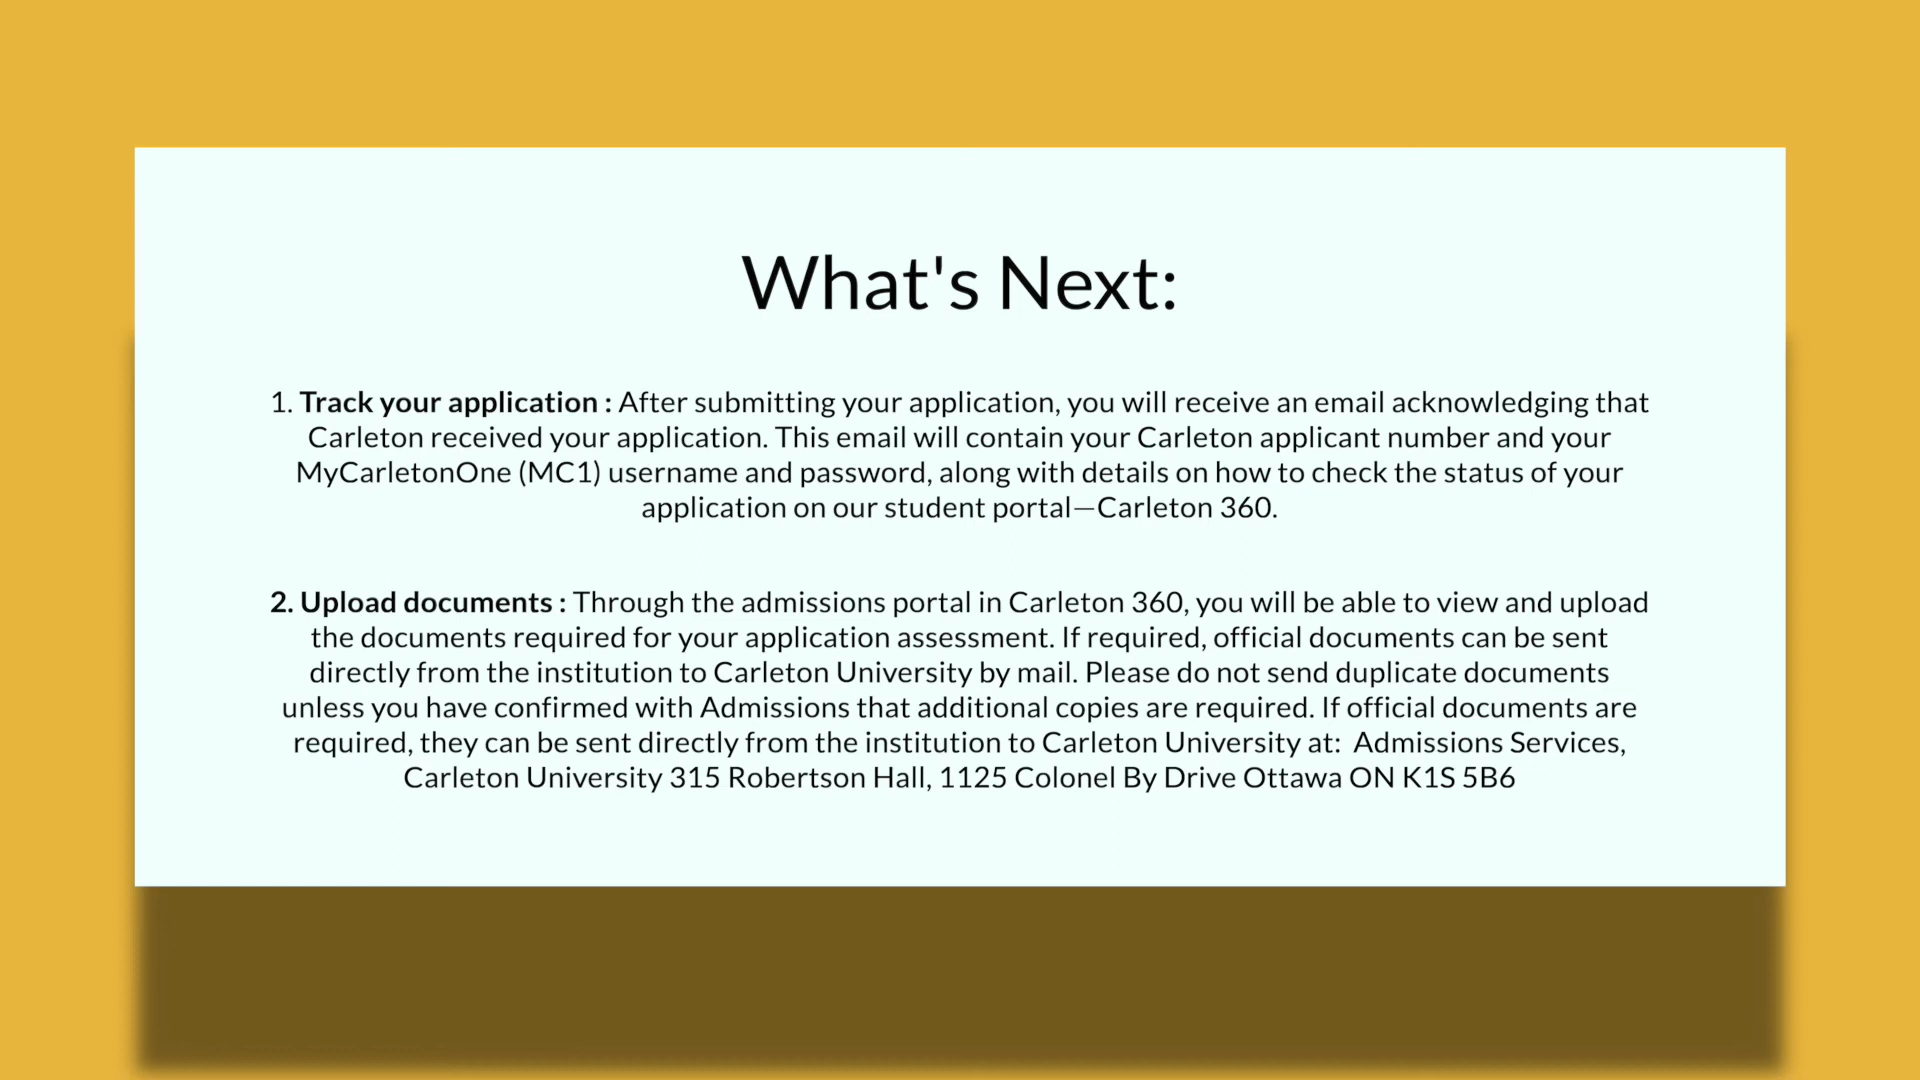 What's Next:
1. Track your application : After submitting your application, you will receive an email acknowledging that
Carleton received your application. This email will contain your Carleton applicant number and your
MyCarletonOne (MC1) username and password, along with details on how to check the status of your
application on our student portal—Carleton 360.
2. Upload documents : Through the admissions portal in Carleton 360, you will be able to view and upload
the documents required for your application assessment. If required, official documents can be sent
directly from the institution to Carleton University by mail. Please do not send duplicate documents
unless you have confirmed with Admissions that additional copies are required. If official documents are
required, they can be sent directly from the institution to Carleton University at:  Admissions Services,
Carleton University 315 Robertson Hall, 1125 Colonel By Drive Ottawa ON K1S 5B6